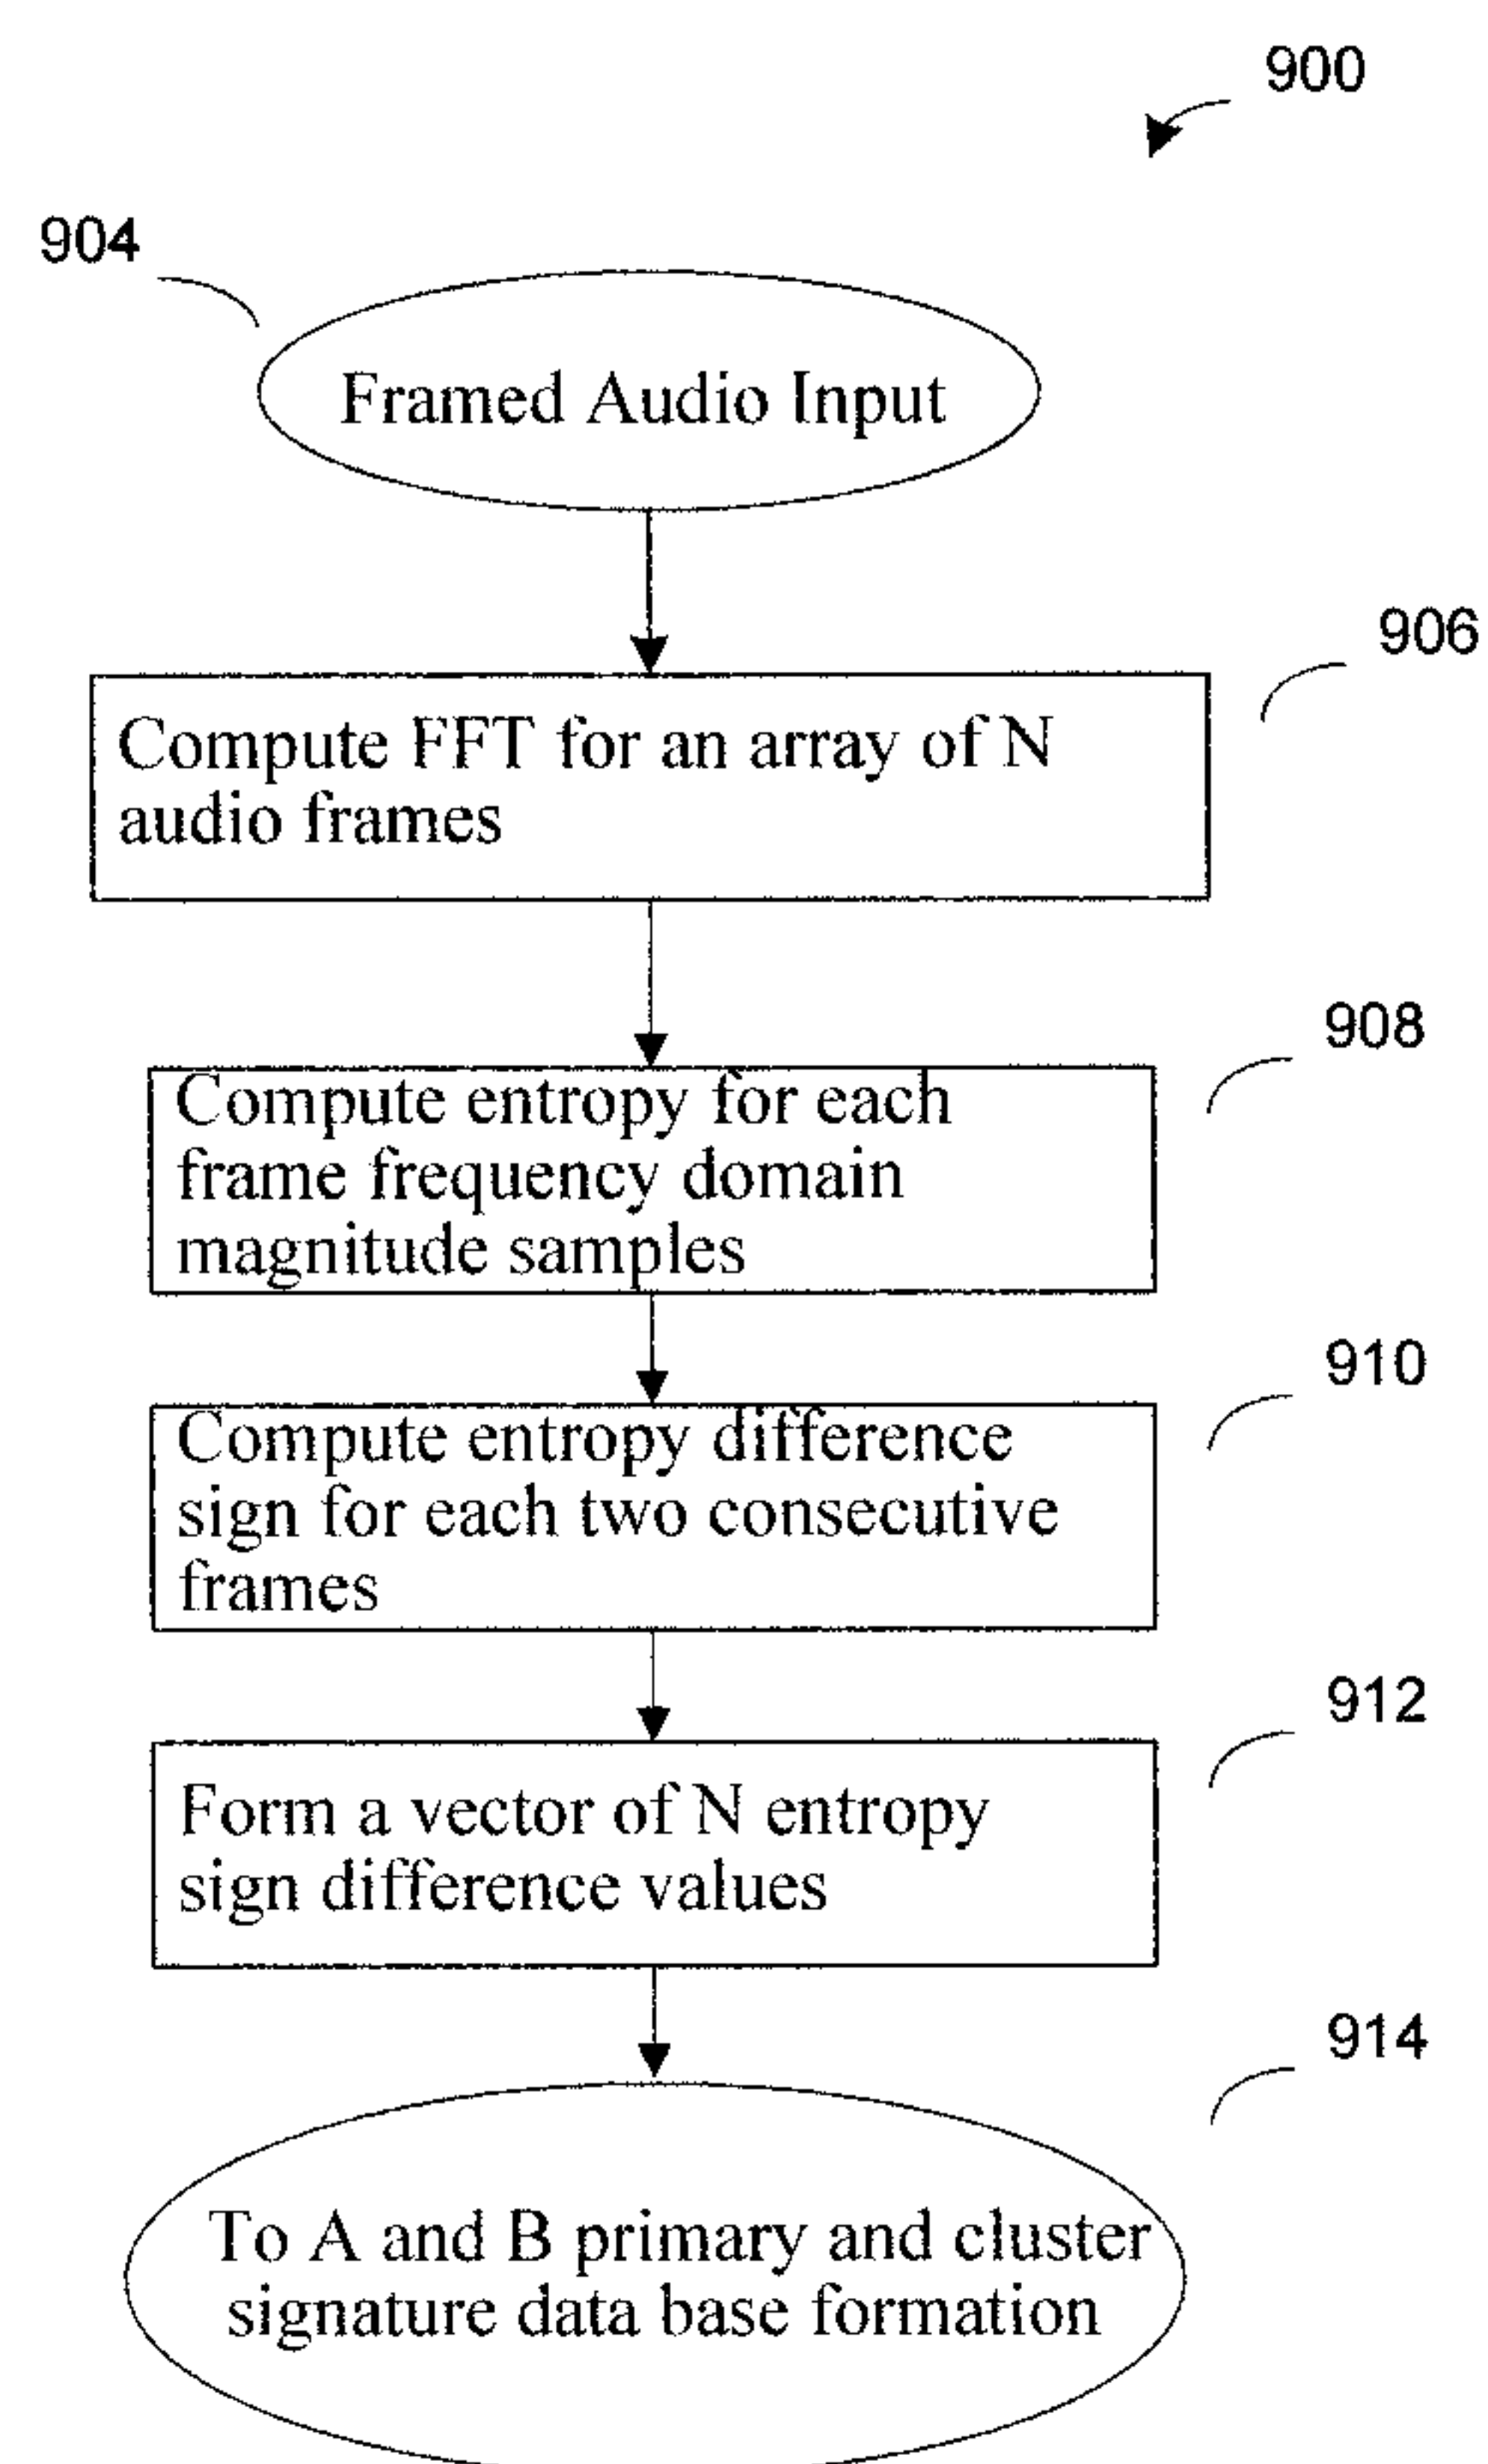 900
904
Framed Audio Input
906
Compute FFT for an array of N
audio frames
908
Compute entropy for each
frame frequency domain
magnitude samples
910
Compute entropy difference
sign for each two consecutive
frames
912
Form a vector of N entropy
sign difference values
914
To A and B primary and cluster
signature data base formation